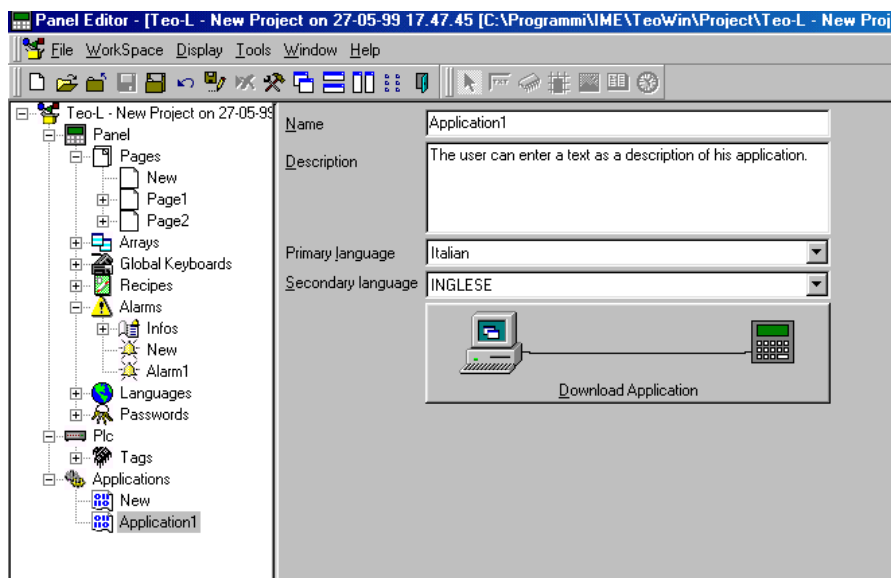 Panel Editor - [Teo-L - New Project on 27-05-99 17.47.45 [C:\Programmi\IME\TeoWin\Project\Teo-L - New Proj
File WorkSpace Display Tools Window Help
Teo-L - New Project on 27-05-99
Panel
Pages
New
Page1
Page2
Arrays
Global Keyboards
Recipes
Alarms
Infos
New
Alarm1
Languages
Passwords
Plc
Tags
Applications
New
Application1
Name Application1
Description The user can enter a text as a description of his application.
Primary language Italian
Secondary language INGLESE
Download Application